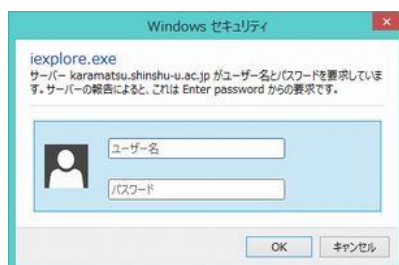 Windows セキュリティ
iexplore.exe
サーバー karamatsu.shinshu-u.ac.jp がユーザー名とパスワードを要求していま
す。サーバーの報告によると、これは Enter password からの要求です。
ユーザー名
パスワード
OK
キャンセル